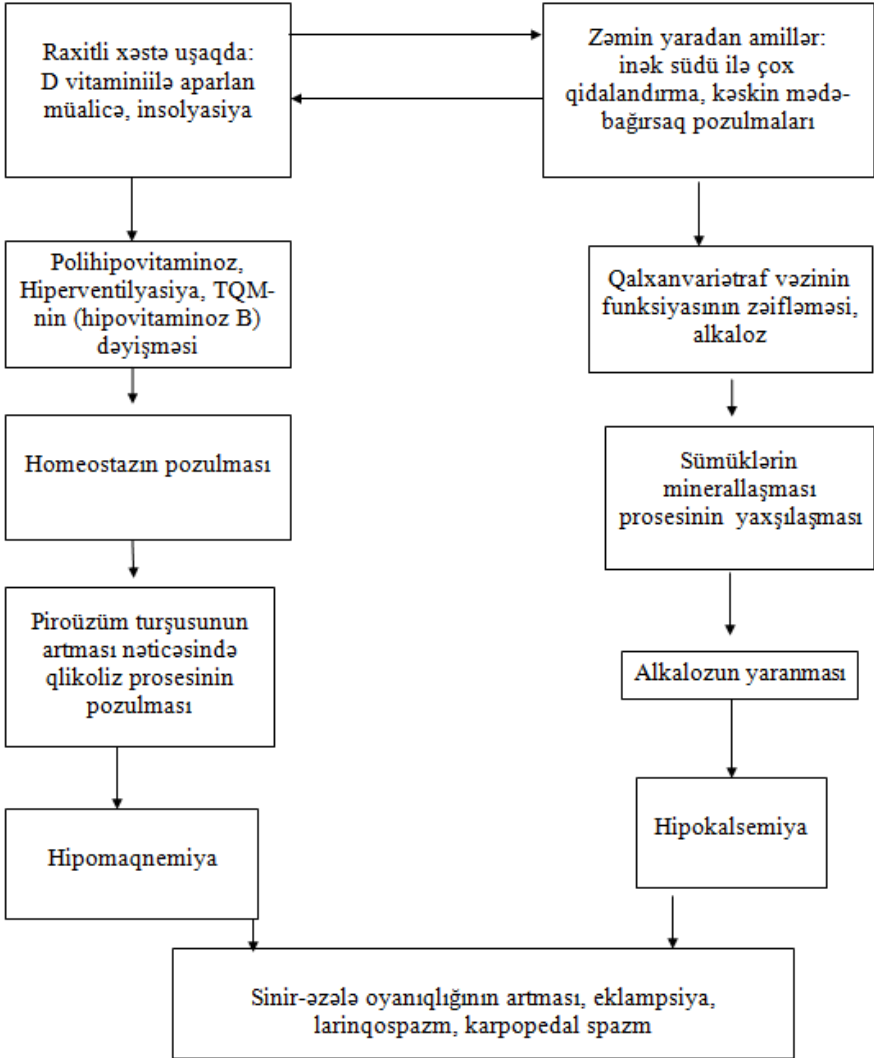 Raxitli xəstə uşaqda:
D vitaminiilə aparlan
müalicə, insolyasiya
Zəmin yaradan amillər:
inək südü ilə çox
qidalandırma, kəskin mədə-
bağırsaq pozulmaları
Polihipovitaminoz,
Hiperventilyasiya, TQM-
nin (hipovitaminoz B)
dəyişməsi
Qalxanvariətraf vəzinin
funksiyasının zəifləməsi,
alkaloz
Homeostazın pozulması
Sümüklərin
minerallaşması
prosesinin yaxşılaşması
Piroüzüm turşusunun
artması nəticəsində
qlikoliz prosesinin
pozulması
Alkalozun yaranması
Hipomaqnemiya
Hipokalsemiya
Sinir-əzələ oyanıqlığının artması, eklampsiya,
larinqospazm, karpopedal spazm